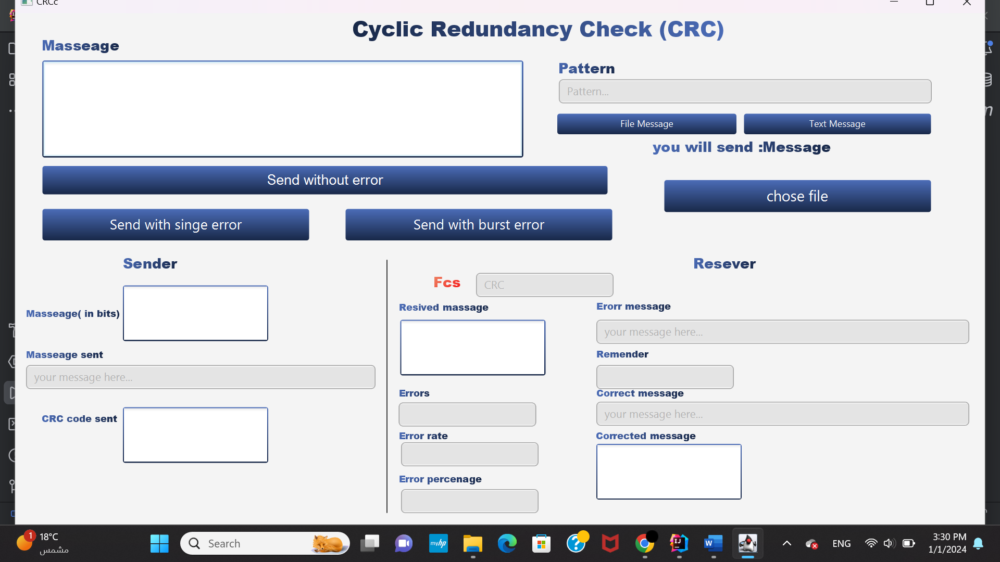 CRCc
Cyclic Redundancy Check (CRC)
Masseage
Pattern
Pattern...
File Message
Text Message
you will send :Message
Send without error
chose file
Send with singe error
Send with burst error
Sender
Resever
Fcs
CRC
Masseage( in bits)
Resived massage
Erorr message
your message here...
Masseage sent
Remender
your message here...
Errors
Correct message
your message here...
CRC code sent
Error rate
Corrected message
Error percenage
1
18°C
مشمس
Search
myhp
IJ
W
ENG
3:30 PM
1/1/2024